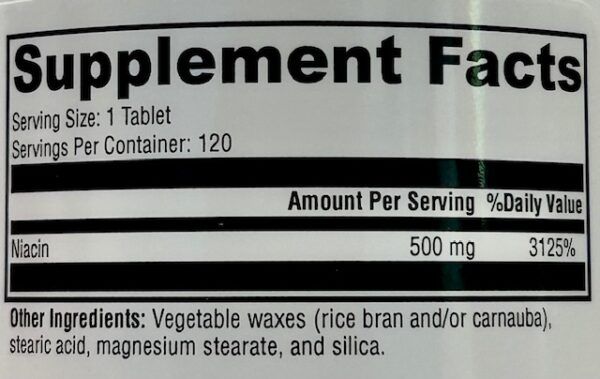 Supplement Facts
Serving Size: 1 Tablet
Servings Per Container: 120
Amount Per Serving %Daily Value
Niacin 500 mg 3125%
Other Ingredients: Vegetable waxes (rice bran and/or carnauba),
stearic acid, magnesium stearate, and silica.